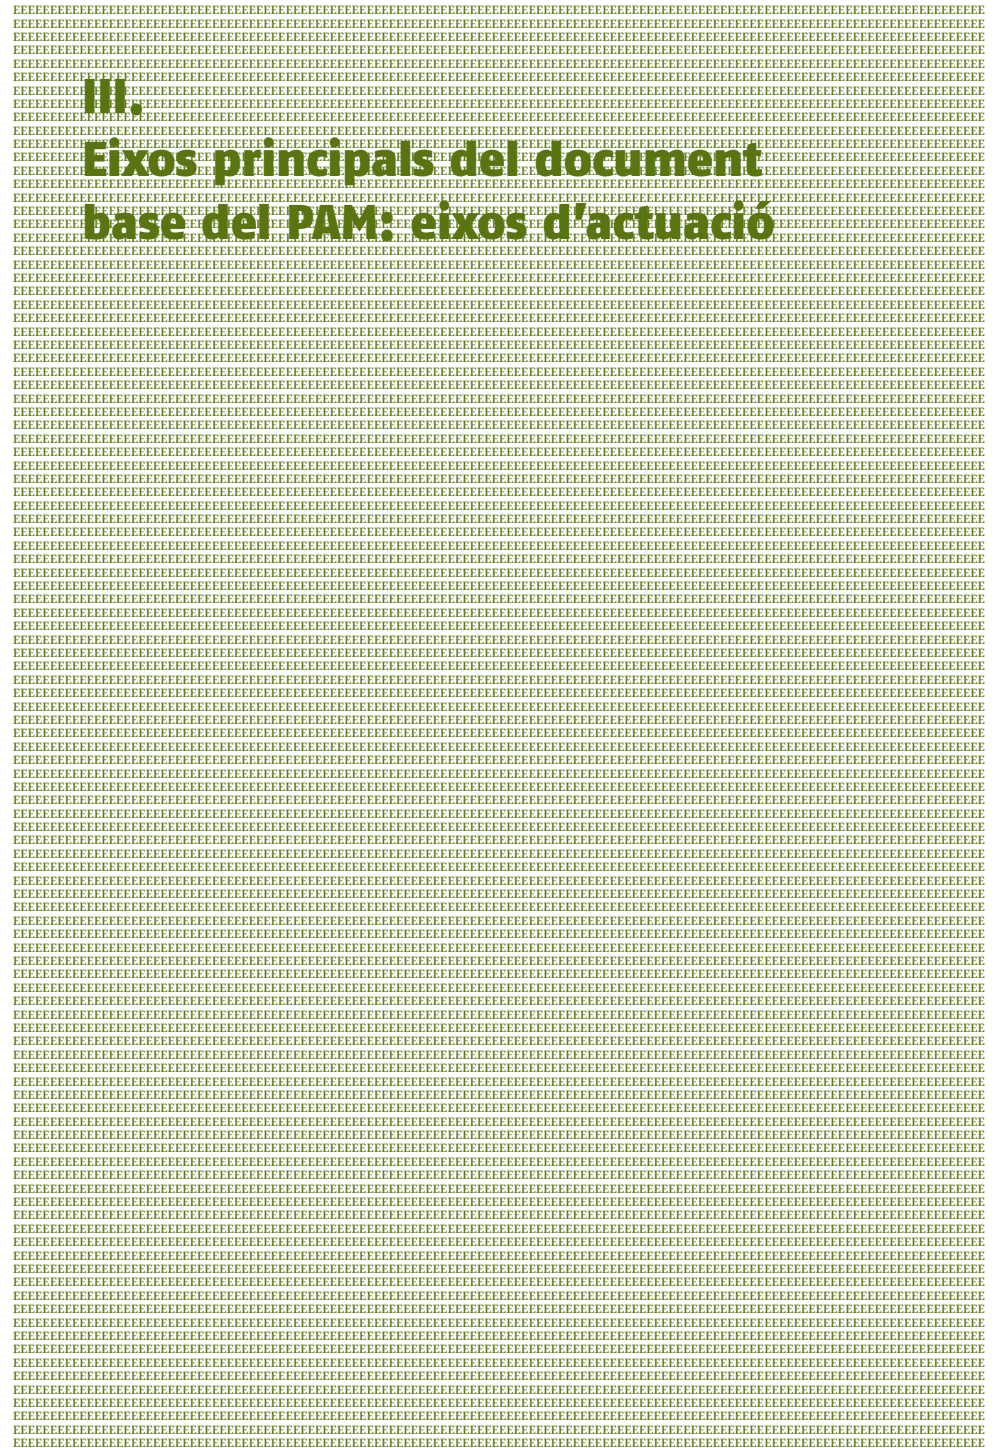 III.
Eixos principals del document
base del PAM: eixos d'actuació